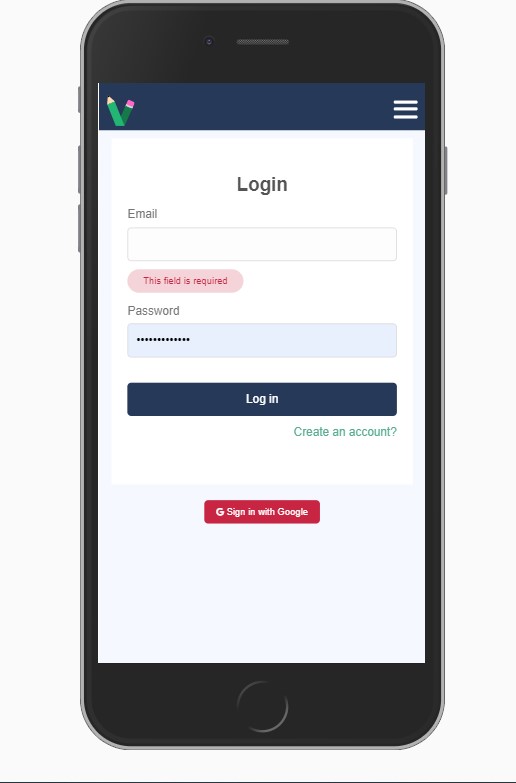 Login
Email
This field is required
Password
•••••••••••••
Log in
Create an account?
G Sign in with Google